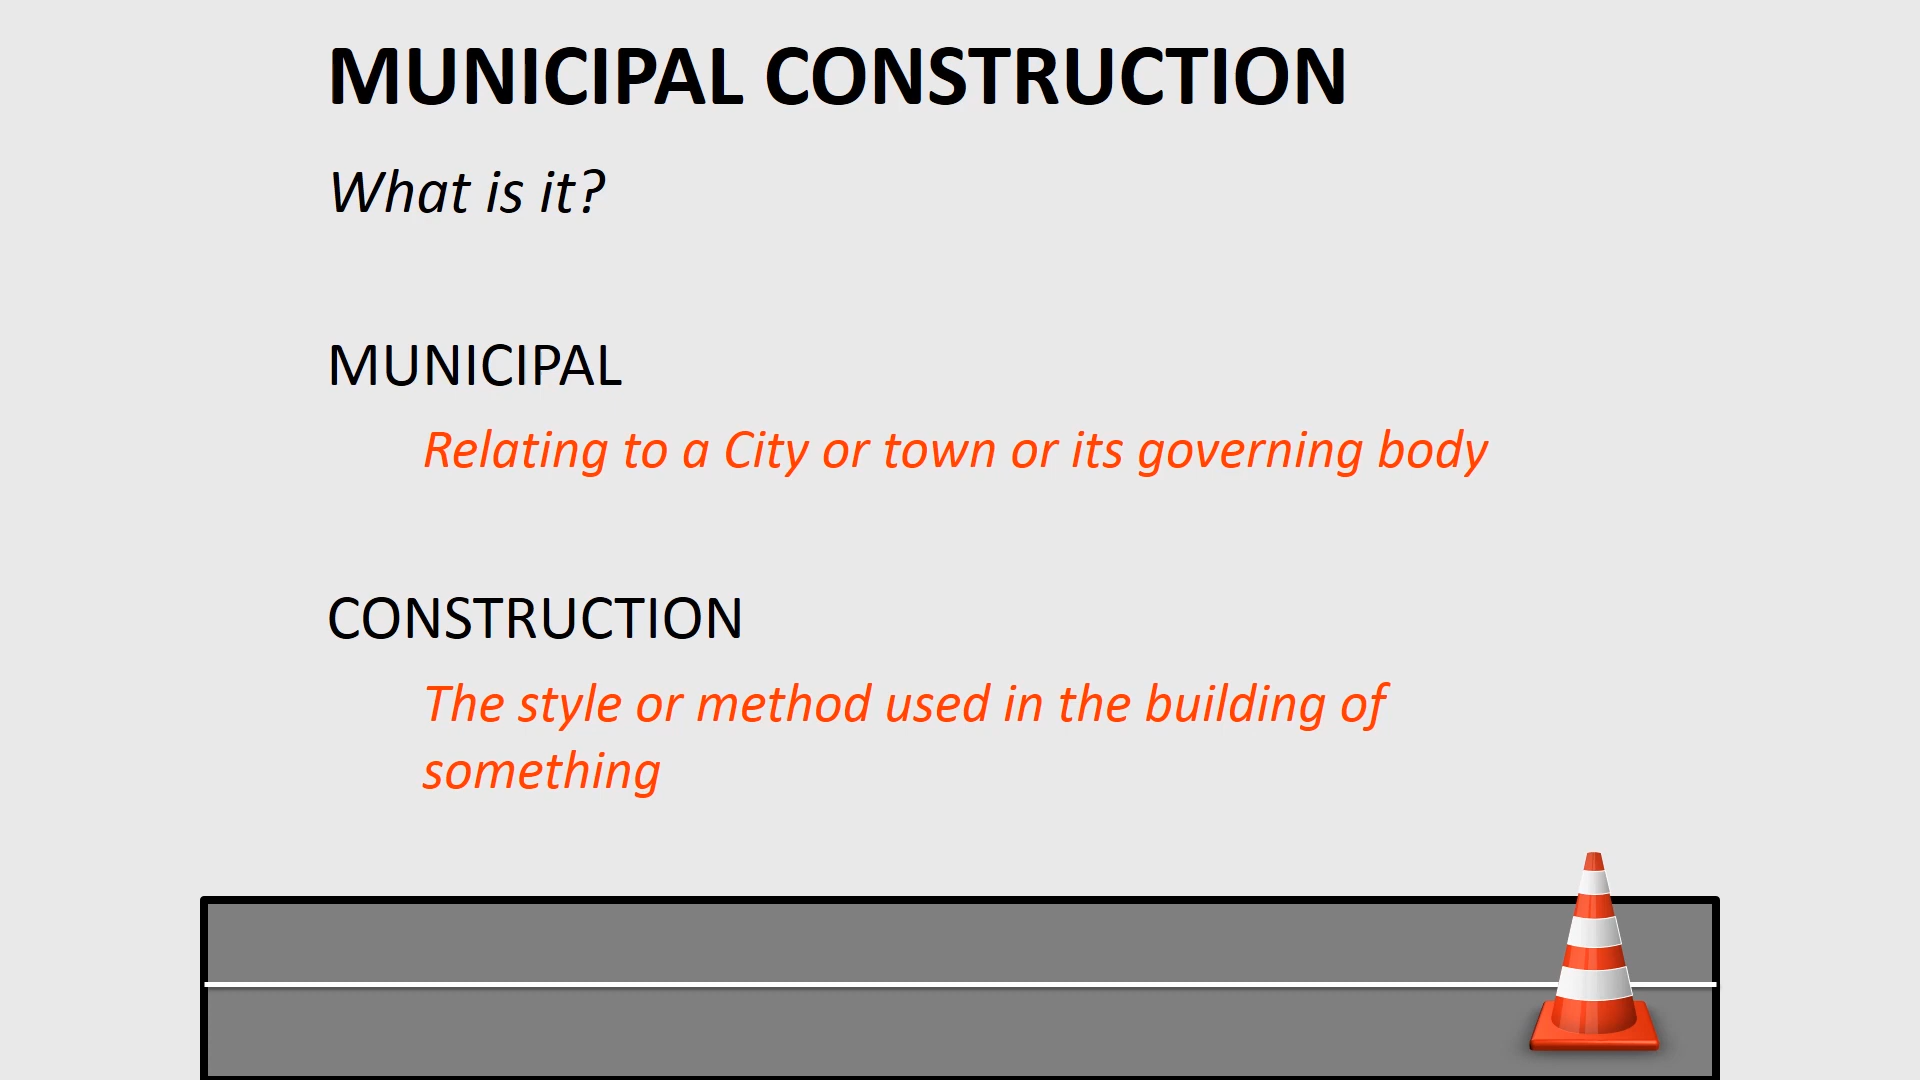 MUNICIPAL CONSTRUCTION
What is it?
MUNICIPAL
Relating to a City or town or its governing body
CONSTRUCTION
The style or method used in the building of
something